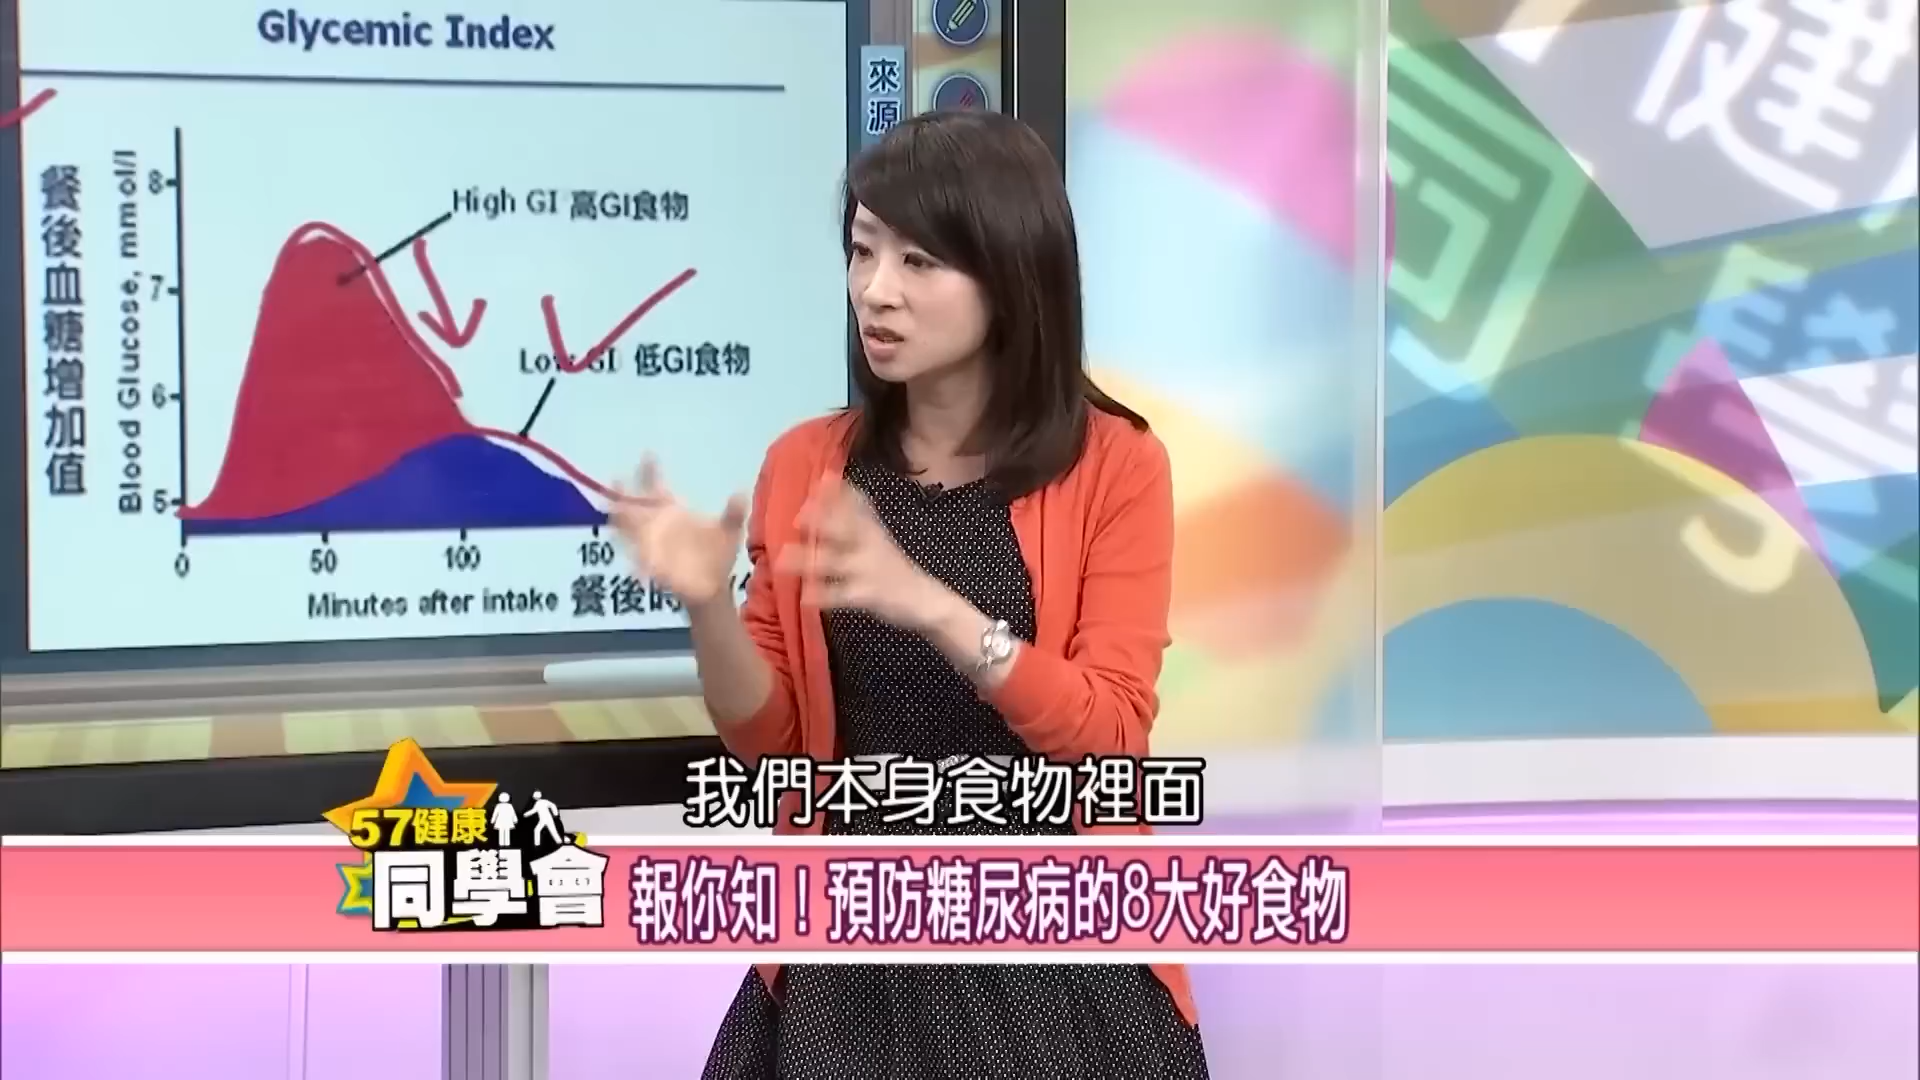 Glycemic Index
來源
餐後血糖增加值
Blood Glucose, mmol/l
8
7
6
5
High GI 高GI食物
Low GI 低GI食物
0
50
100
150
Minutes after intake 餐後時
健
同
我們本身食物裡面
57健康
同學會
報你知！預防糖尿病的8大好食物